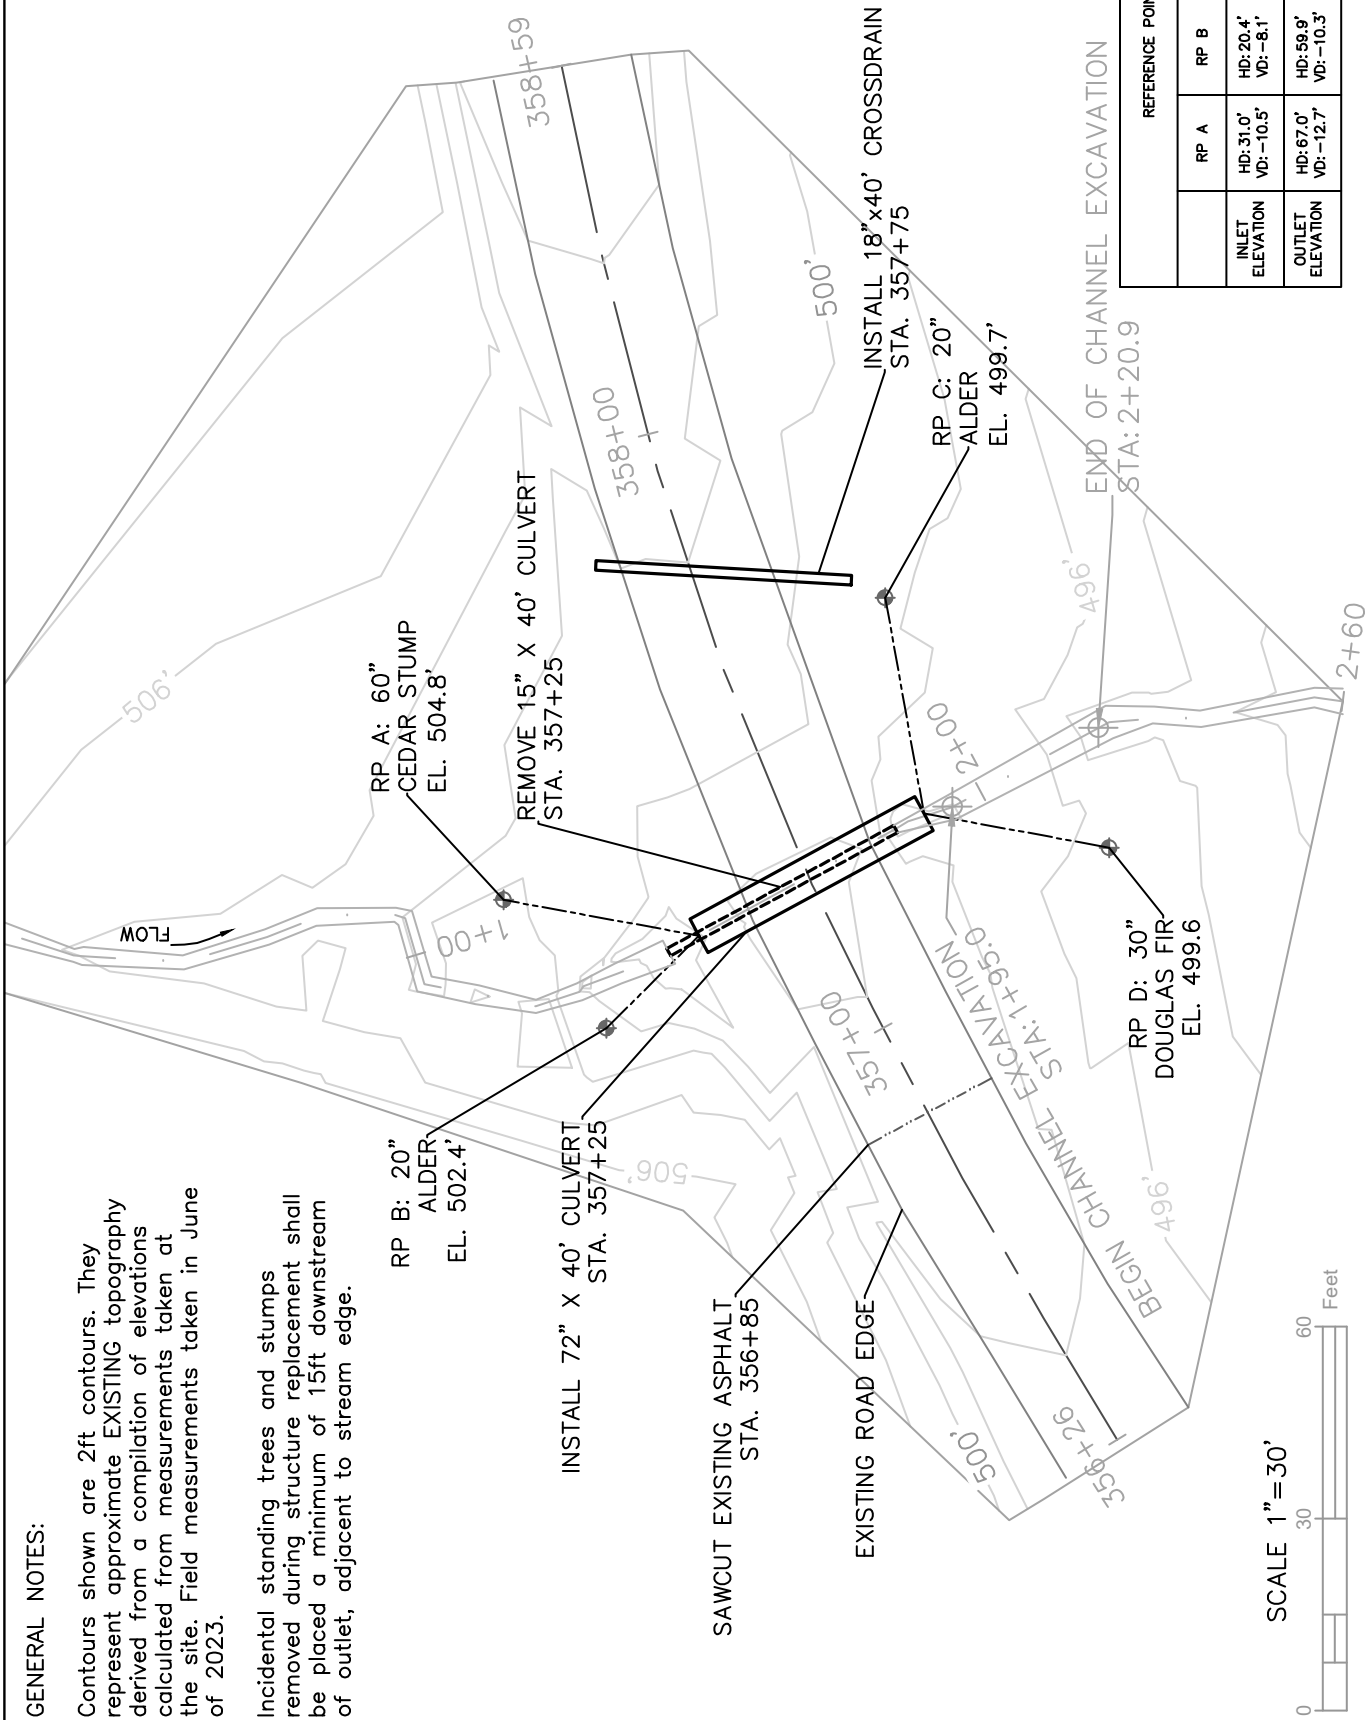 GENERAL NOTES:
Contours shown are 2ft contours. They
represent approximate EXISTING topography
derived from a compilation of elevations
calculated from measurements taken at
the site. Field measurements taken in June
of 2023.
Incidental standing trees and stumps
removed during structure replacement shall
be placed a minimum of 15ft downstream
of outlet, adjacent to stream edge.
506'
FLOW
RP A: 60"
CEDAR STUMP
EL. 504.8'
RP B: 20"
ALDER
EL. 502.4'
1+00
REMOVE 15" X 40' CULVERT
STA. 357+25
INSTALL 72" X 40' CULVERT
STA. 357+25
506'
358+59
358+00
357+00
356+26
500'
500'
SAWCUT EXISTING ASPHALT
STA. 356+85
EXISTING ROAD EDGE
INSTALL 18"x40' CROSSDRAIN
STA. 357+75
RP C: 20"
ALDER
EL. 499.7'
2+00
BEGIN CHANNEL EXCAVATION
STA: 1+95.0
END OF CHANNEL EXCAVATION
STA: 2+20.9
496'
496'
RP D: 30"
DOUGLAS FIR
EL. 499.6
2+60
REFERENCE
RP A
RP B
INLET
ELEVATION
HD: 31.0'
VD: -10.5'
HD: 20.4'
VD: -8.1'
OUTLET
ELEVATION
HD: 67.0'
VD: -12.7'
HD: 59.9'
VD: -10.3'
SCALE 1"=30'
0
30
60
Feet